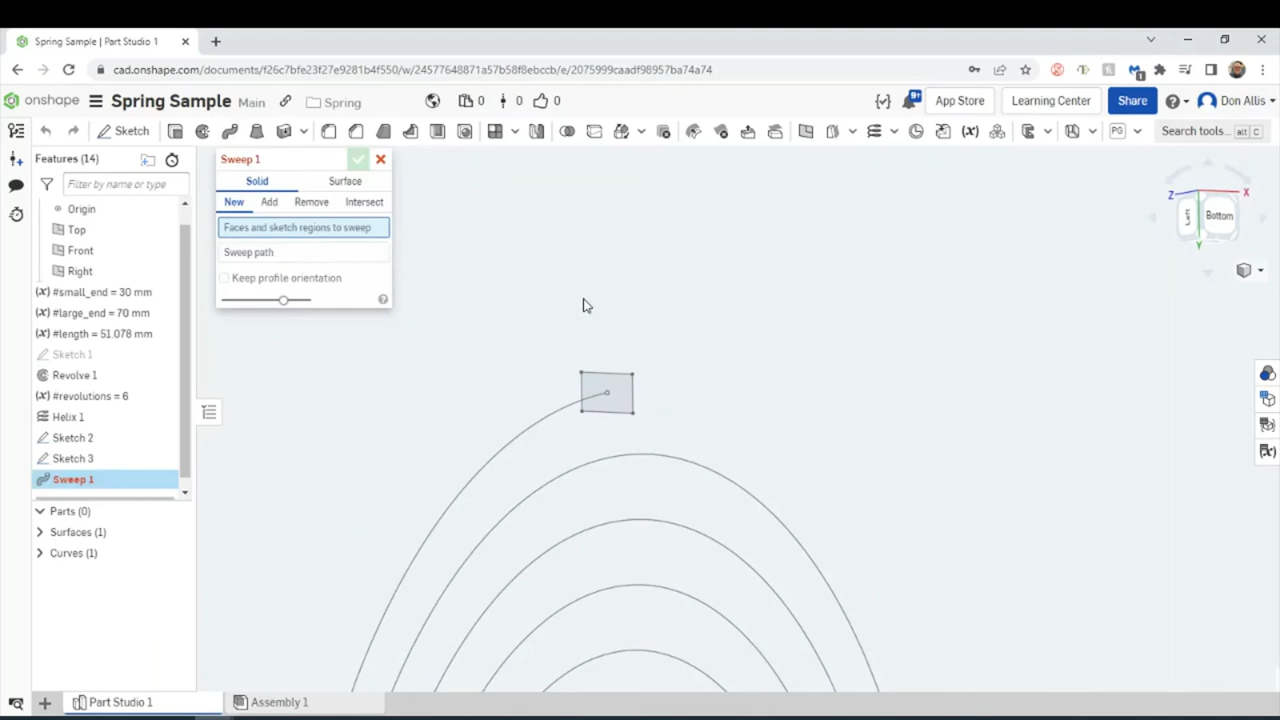 Spring Sample | Part Studio 1
cad.onshape.com/documents/f26c7bfe23f27e9281b4f550/w/24577648871a57b58f8ebccb/e/2075999caadf98957ba74a74
1
onshape
Spring Sample
Main
Spring
0
0
0
9+
App Store
Learning Center
Share
Don Allis
Sketch
PG
Search tools...
alt
C
Features (14)
Filter by name or type
Origin
Top
Front
Right
(x) #small_end = 30 mm
(x) #large_end = 70 mm
(x) #length = 51.078 mm
Sketch 1
Revolve 1
(x) #revolutions = 6
Helix 1
Sketch 2
Sketch 3
Sweep 1
Parts (0)
Surfaces (1)
Curves (1)
Sweep 1
Solid
Surface
New
Add
Remove
Intersect
Faces and sketch regions to sweep
Sweep path
Keep profile orientation
Z
X
Left
Bottom
Y
Part Studio 1
Assembly 1